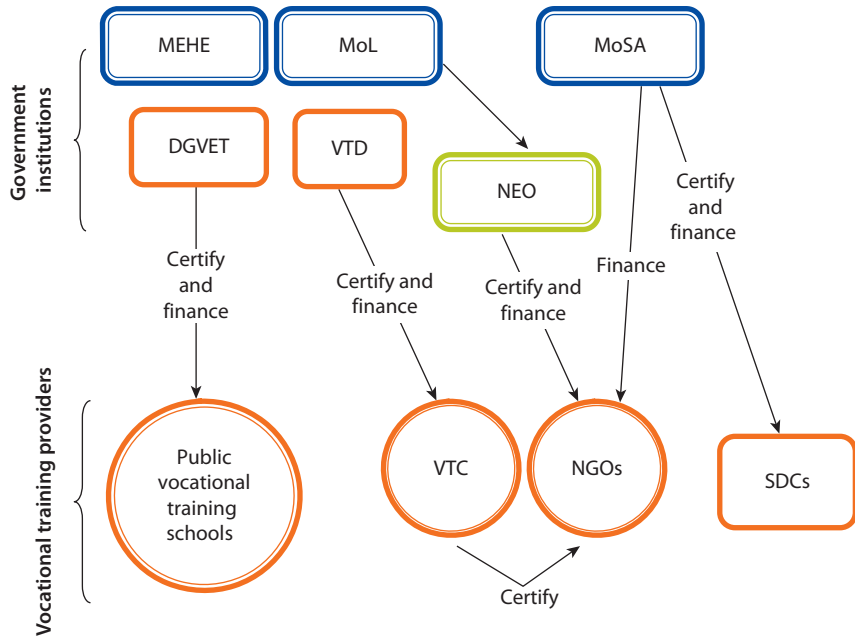 Government
institutions
MEHE
MoL
MoSA
DGVET
VTD
NEO
Certify
and
finance
Certify and
finance
Certify and
finance
Finance
Certify
and
finance
Vocational training providers
Public
vocational
training
schools
VTC
NGOs
SDCs
Certify